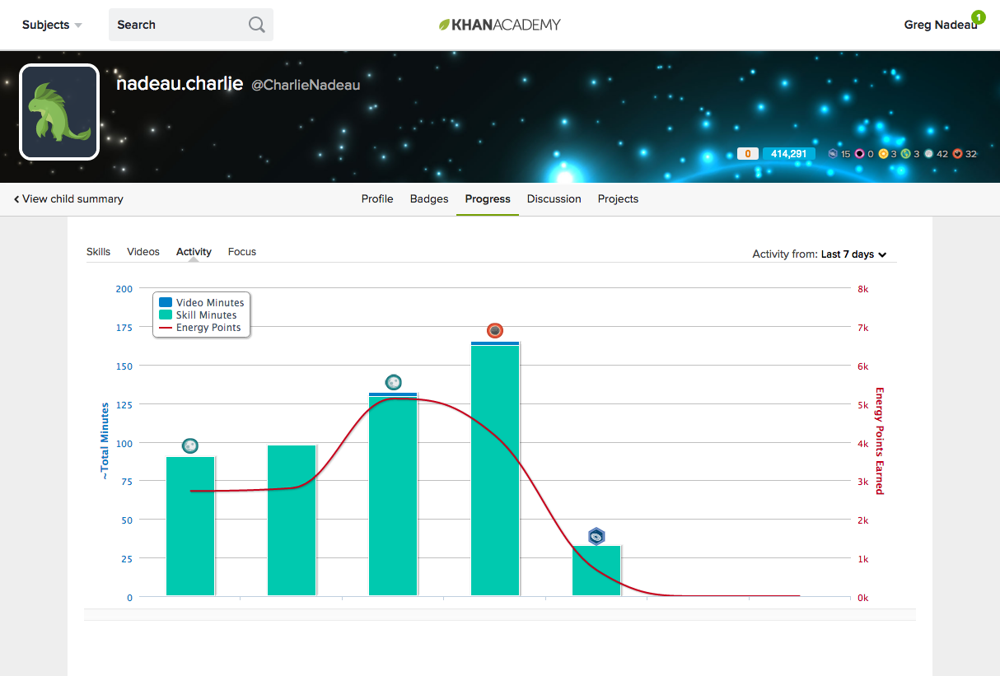 Subjects Search KHANACADEMY Greg Nadeau 1
nadeau.charlie @CharlieNadeau
0 414,291 15 0 3 3 42 32
View child summary Profile Badges Progress Discussion Projects
Skills Videos Activity Focus Activity from: Last 7 days
200 8k
Video Minutes
Skill Minutes
Energy Points
175 7k
150 6k
125 5k
100 4k
75 3k
50 2k
25 1k
0 0k
~Total Minutes
Energy Points Earned